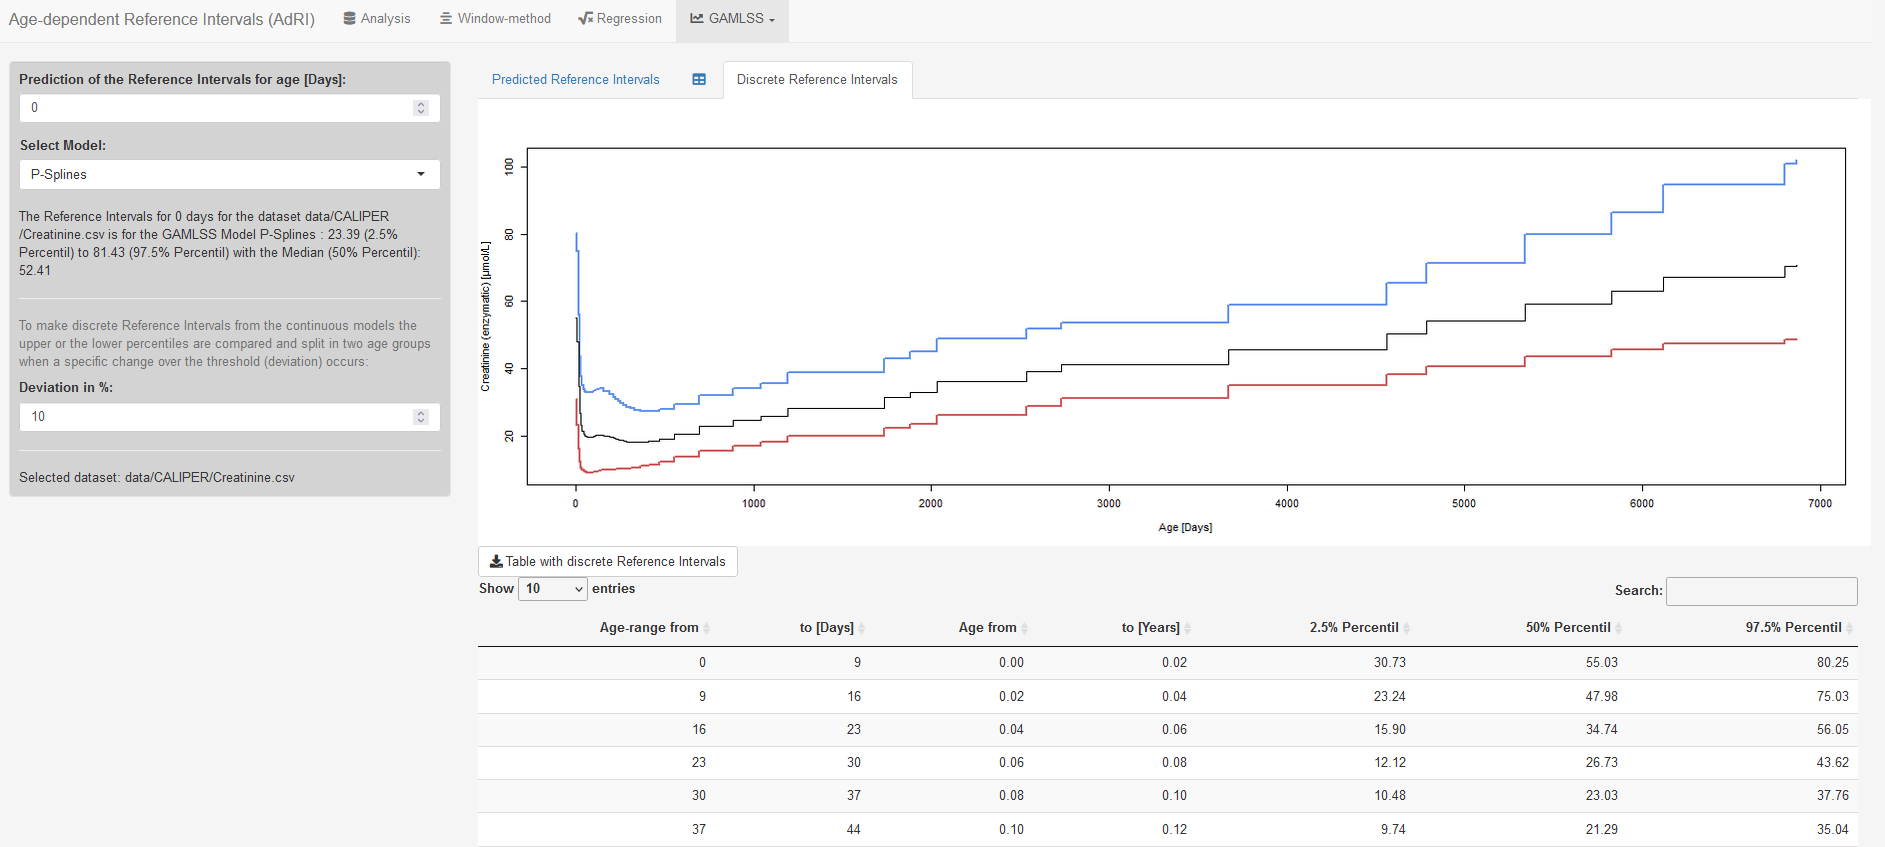 Age-dependent Reference Intervals (AdRI) Analysis Window-method Regression GAMLSS
Prediction of the Reference Intervals for age [Days]:
0
Select Model:
P-Splines
The Reference Intervals for 0 days for the dataset data/CALIPER
/Creatinine.csv is for the GAMLSS Model P-Splines : 23.39 (2.5%
Percentil) to 81.43 (97.5% Percentil) with the Median (50% Percentil):
52.41
To make discrete Reference Intervals from the continuous models the
upper or the lower percentiles are compared and split in two age groups
when a specific change over the threshold (deviation) occurs:
Deviation in %:
10
Selected dataset: data/CALIPER/Creatinine.csv
Predicted Reference Intervals Discrete Reference Intervals
Creatinine (enzymatic) [µmol/L]
100
80
60
40
20
0 1000 2000 3000 4000 5000 6000 7000
Age [Days]
Table with discrete Reference Intervals
Show 10 entries Search:
Age-range from to [Days] Age from to [Years] 2.5% Percentil 50% Percentil 97.5% Percentil
0 9 0.00 0.02 30.73 55.03 80.25
9 16 0.02 0.04 23.24 47.98 75.03
16 23 0.04 0.06 15.90 34.74 56.05
23 30 0.06 0.08 12.12 26.73 43.62
30 37 0.08 0.10 10.48 23.03 37.76
37 44 0.10 0.12 9.74 21.29 35.04